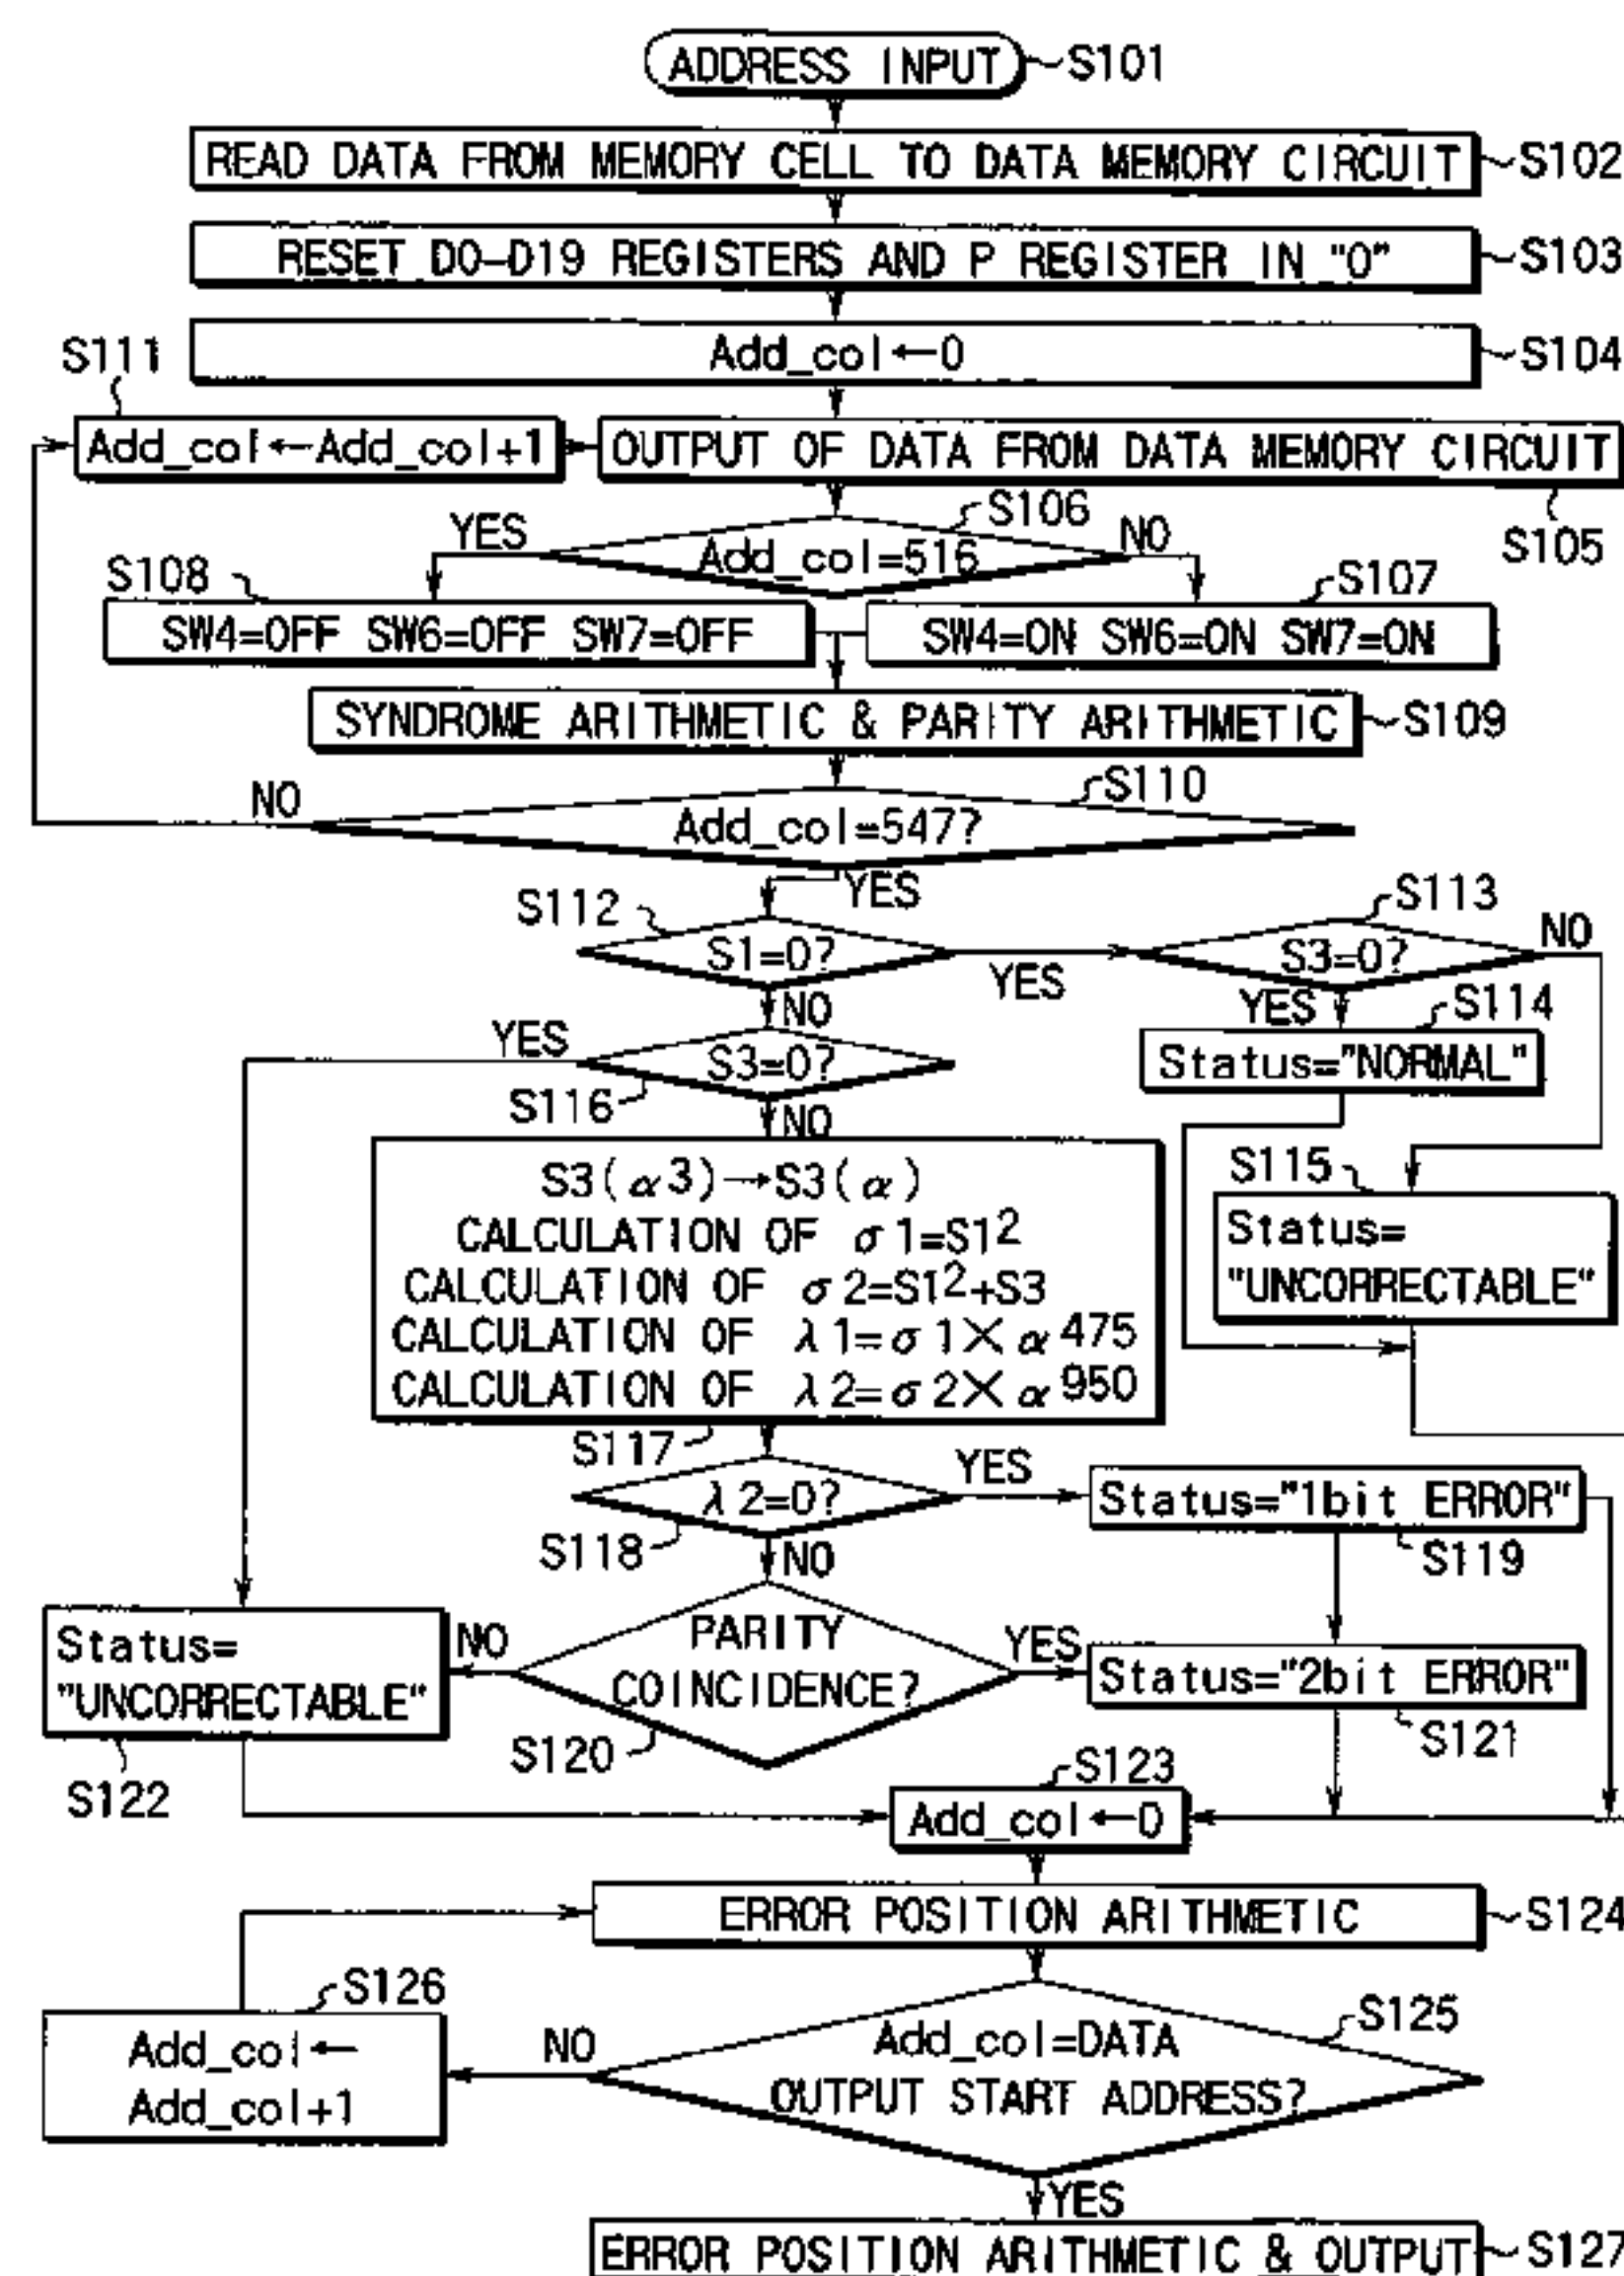 ADDRESS INPUT S101
READ DATA FROM MEMORY CELL TO DATA MEMORY CIRCUIT S102
RESET D0-D19 REGISTERS AND P REGISTER IN "0" S103
S111
Add_col←0 S104
Add_col←Add_col+1
OUTPUT OF DATA FROM DATA MEMORY CIRCUIT
S105
S106
YES
Add_col=516
NO
S108
S107
SW4=OFF SW6=OFF SW7=OFF
SW4=ON SW6=ON SW7=ON
SYNDROME ARITHMETIC & PARITY ARITHMETIC S109
S110
NO
Add_col=547?
YES
S112
S1=0?
YES
NO
S113
S3=0?
NO
YES
S114
Status="NORMAL"
S115
Status=
"UNCORRECTABLE"
YES
S3=0?
S116
NO
S3(α3)→S3(α)
CALCULATION OF σ1=S1²
CALCULATION OF σ2=S1²+S3
CALCULATION OF λ1=σ1×α475
CALCULATION OF λ2=σ2×α950
S117
λ2=0?
YES
S118
NO
Status="1bit ERROR"
S119
PARITY
COINCIDENCE?
NO
YES
S120
Status=
"UNCORRECTABLE"
S122
Status="2bit ERROR"
S121
S123
Add_col←0
ERROR POSITION ARITHMETIC S124
S126
Add_col←
Add_col+1
S125
Add_col=DATA
OUTPUT START ADDRESS?
NO
YES
ERROR POSITION ARITHMETIC & OUTPUT S127